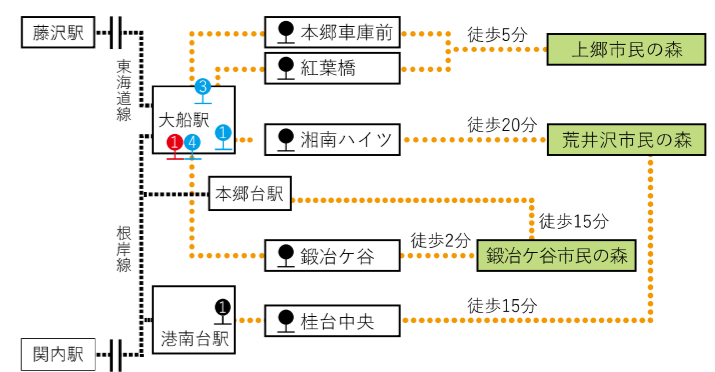 藤沢駅
本郷車庫前
徒歩5分
上郷市民の森
紅葉橋
東海道線
3
大船駅
1
1
4
湘南ハイツ
徒歩20分
荒井沢市民の森
本郷台駅
徒歩15分
根岸線
鍛冶ケ谷
徒歩2分
鍛冶ケ谷市民の森
1
港南台駅
桂台中央
徒歩15分
関内駅